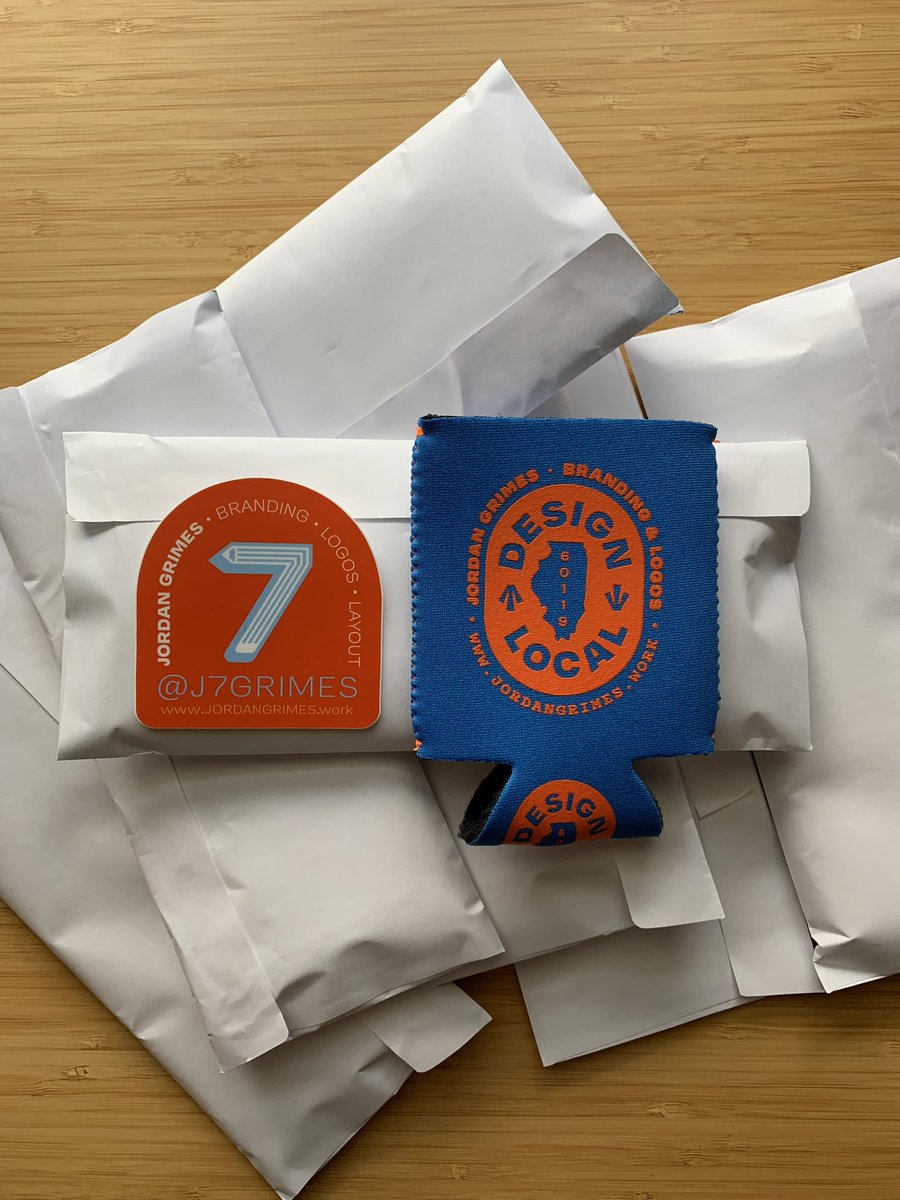 JORDAN GRIMES • BRANDING • LOGOS • LAYOUT
7
@J7GRIMES
www.JORDANGRIMES.work
• JORDAN GRIMES • BRANDING & LOGOS •
WWW.JORDANGRIMES.WORK
DESIGN
60119
LOCAL
DESIGN
60